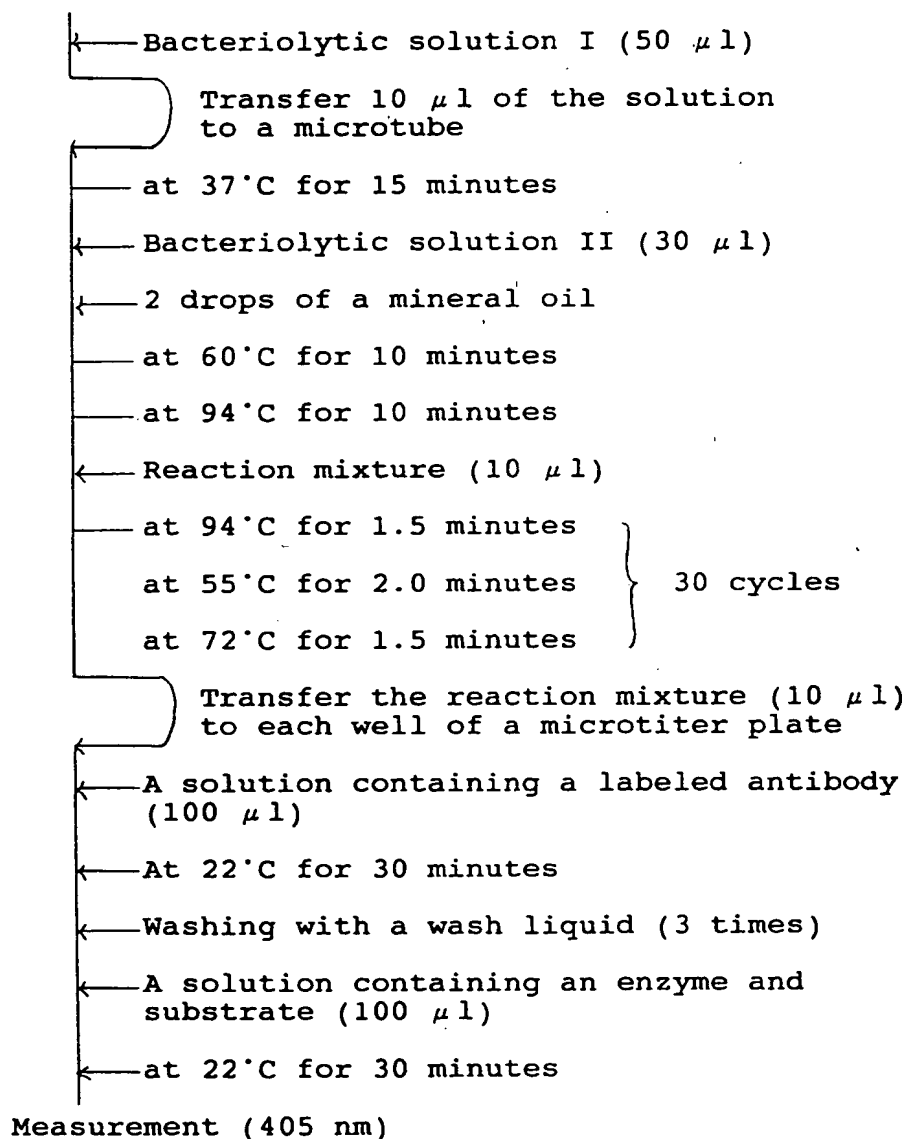 Bacteriolytic solution I (50 μl)
Transfer 10 μl of the solution
to a microtube
at 37°C for 15 minutes
Bacteriolytic solution II (30 μl)
2 drops of a mineral oil
at 60°C for 10 minutes
at 94°C for 10 minutes
Reaction mixture (10 μl)
at 94°C for 1.5 minutes
at 55°C for 2.0 minutes
30 cycles
at 72°C for 1.5 minutes
Transfer the reaction mixture (10 μl)
to each well of a microtiter plate
A solution containing a labeled antibody
(100 μl)
At 22°C for 30 minutes
Washing with a wash liquid (3 times)
A solution containing an enzyme and
substrate (100 μl)
at 22°C for 30 minutes
Measurement (405 nm)